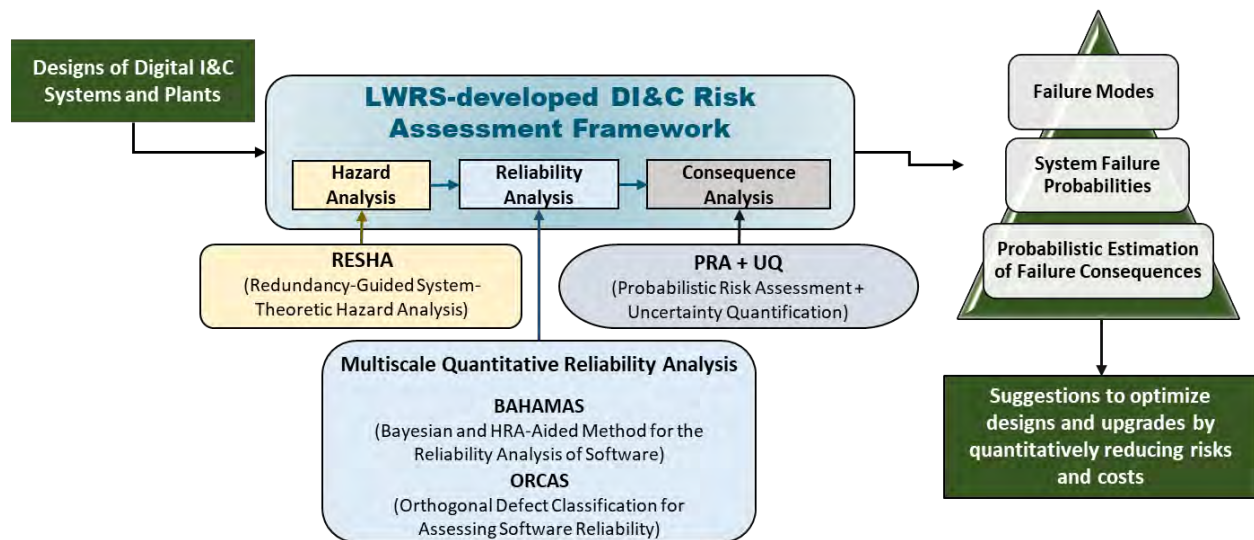 Designs of Digital I&C
Systems and Plants
LWRS-developed DI&C Risk
Assessment Framework
Hazard
Analysis
Reliability
Analysis
Consequence
Analysis
RESHA
(Redundancy-Guided System-
Theoretic Hazard Analysis)
PRA + UQ
(Probabilistic Risk Assessment +
Uncertainty Quantification)
Multiscale Quantitative Reliability Analysis
BAHAMAS
(Bayesian and HRA-Aided Method for the
Reliability Analysis of Software)
ORCAS
(Orthogonal Defect Classification for
Assessing Software Reliability)
Failure Modes
System Failure
Probabilities
Probabilistic Estimation
of Failure Consequences
Suggestions to optimize
designs and upgrades by
quantitatively reducing risks
and costs